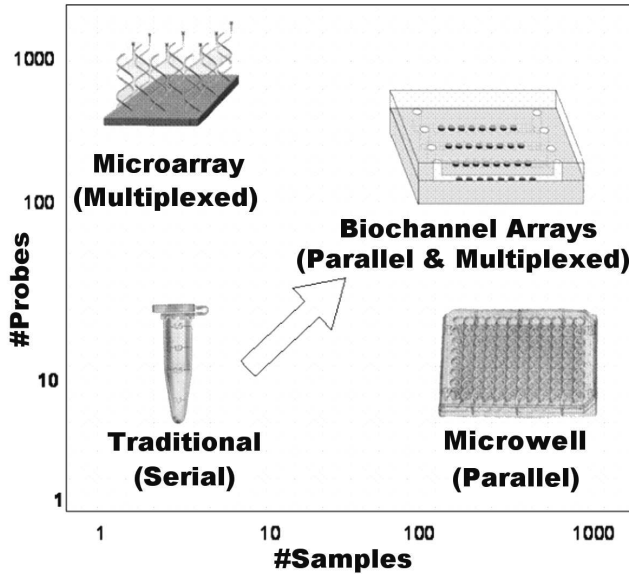 1000
Microarray
(Multiplexed)
100
Biochannel Arrays
(Parallel & Multiplexed)
#Probes
10
Traditional
(Serial)
Microwell
(Parallel)
1
1
10
100
1000
#Samples